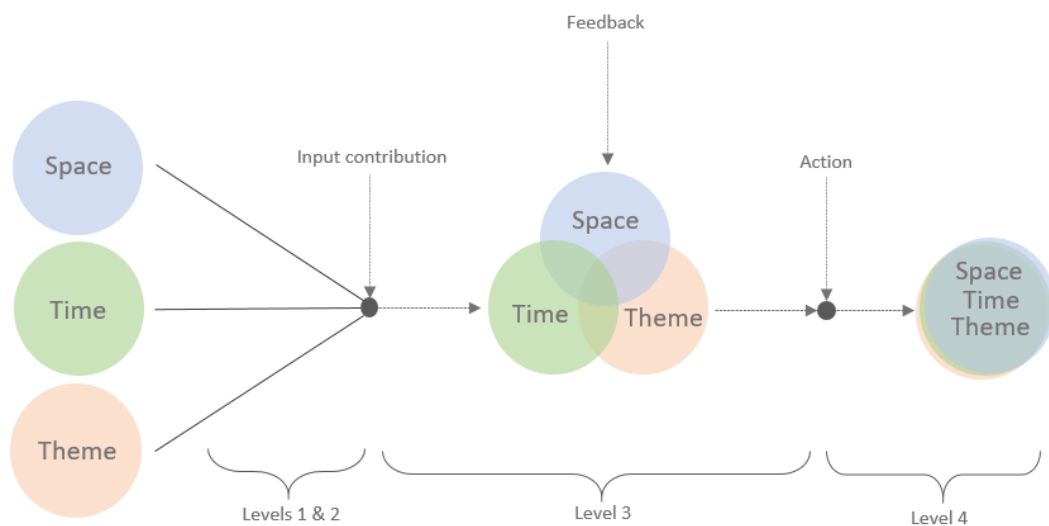 Feedback
Input contribution
Action
Space
Time
Theme
Space
Time
Theme
Space
Time
Theme
Levels 1 & 2
Level 3
Level 4